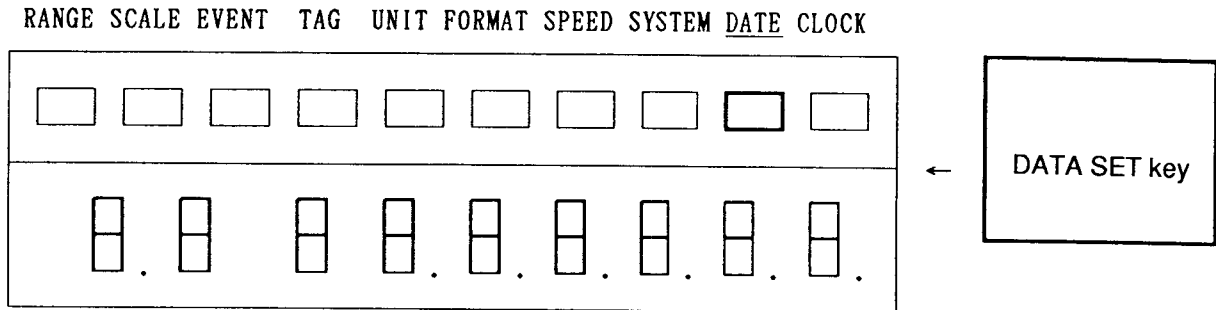 RANGE SCALE EVENT TAG UNIT FORMAT SPEED SYSTEM DATE CLOCK
← DATA SET key